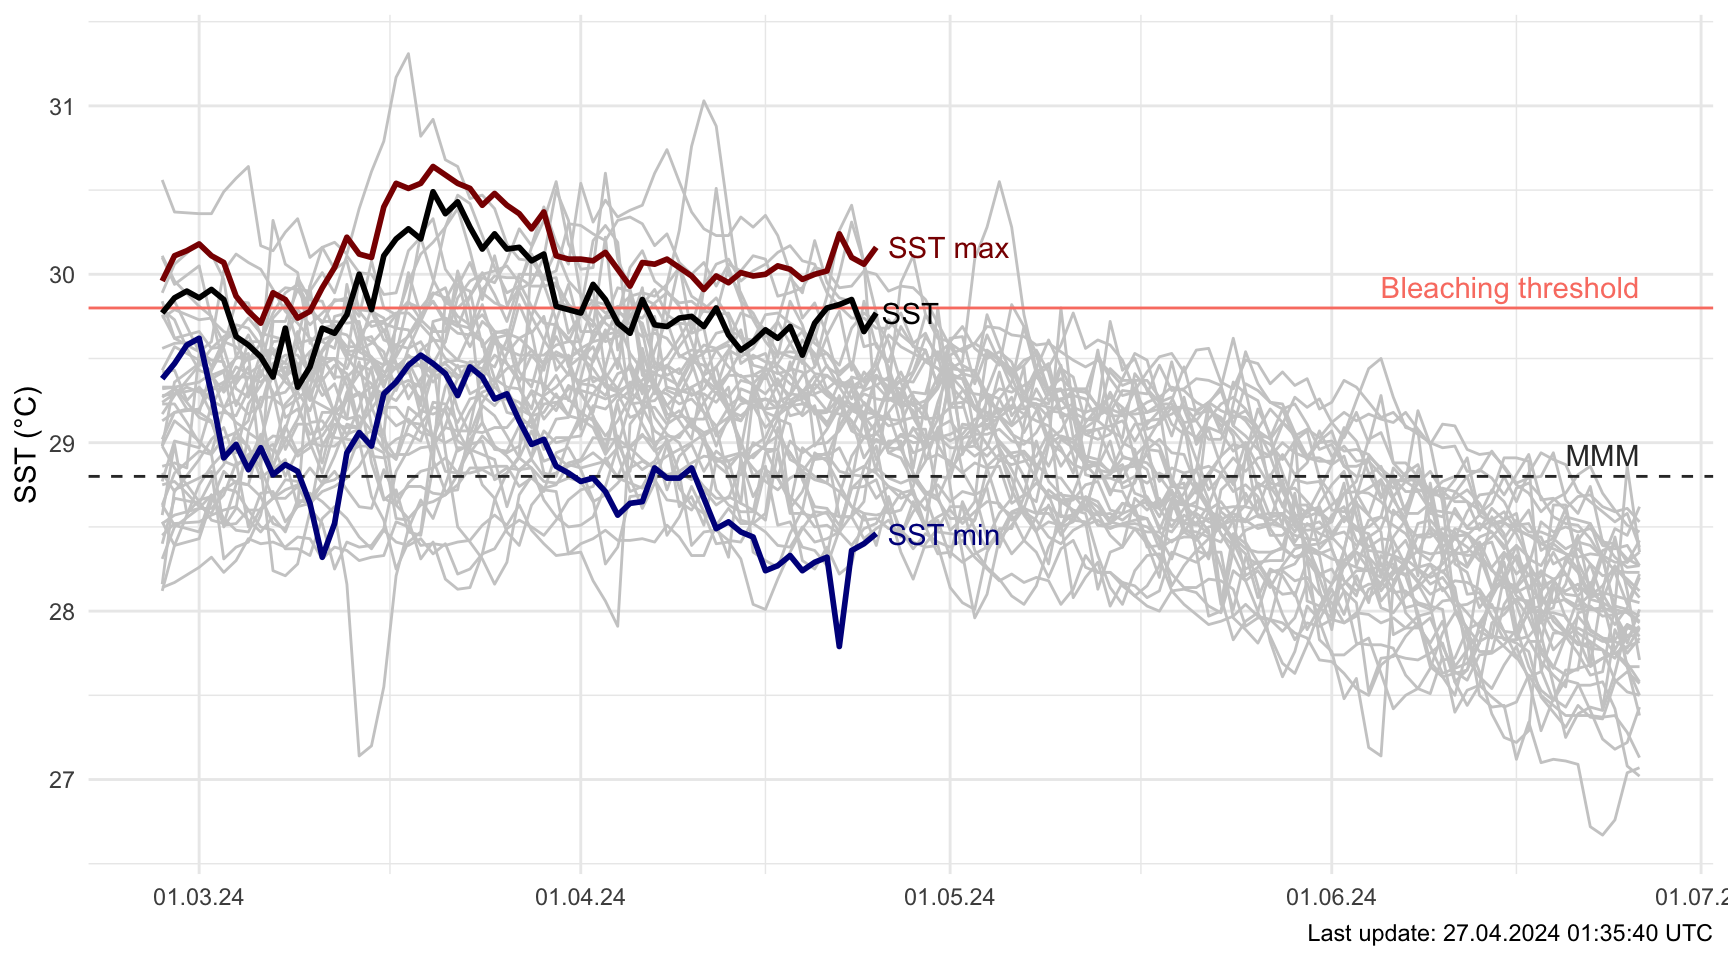 SST (°C)
31
30
29
28
27
SST max
Bleaching threshold
SST
MMM
SST min
01.03.24
01.04.24
01.05.24
01.06.24
01.07.2
Last update: 27.04.2024 01:35:40 UTC